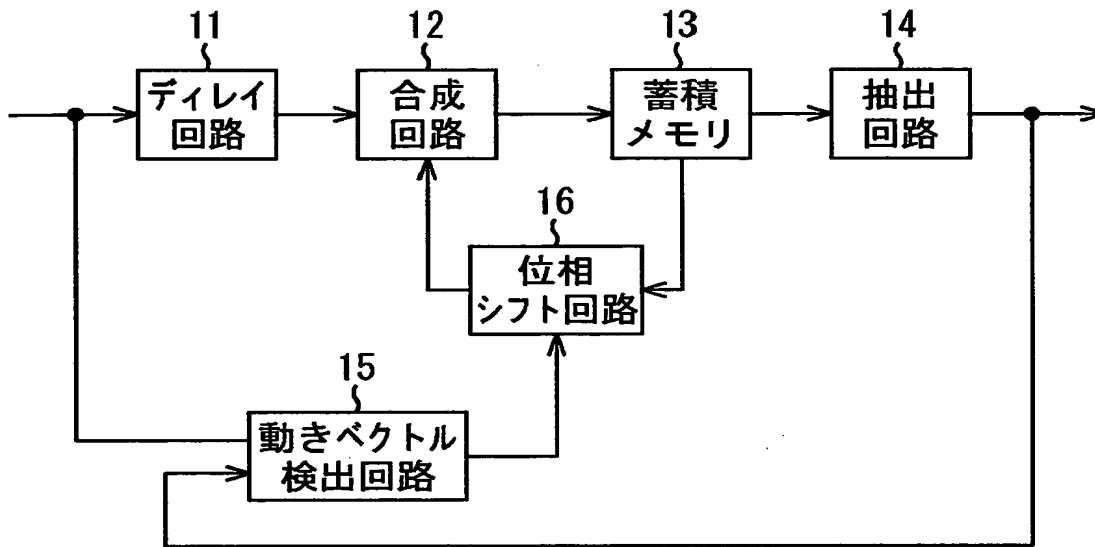 11
ディレイ
回路
12
合成
回路
13
蓄積
メモリ
14
抽出
回路
16
位相
シフト回路
15
動きベクトル
検出回路